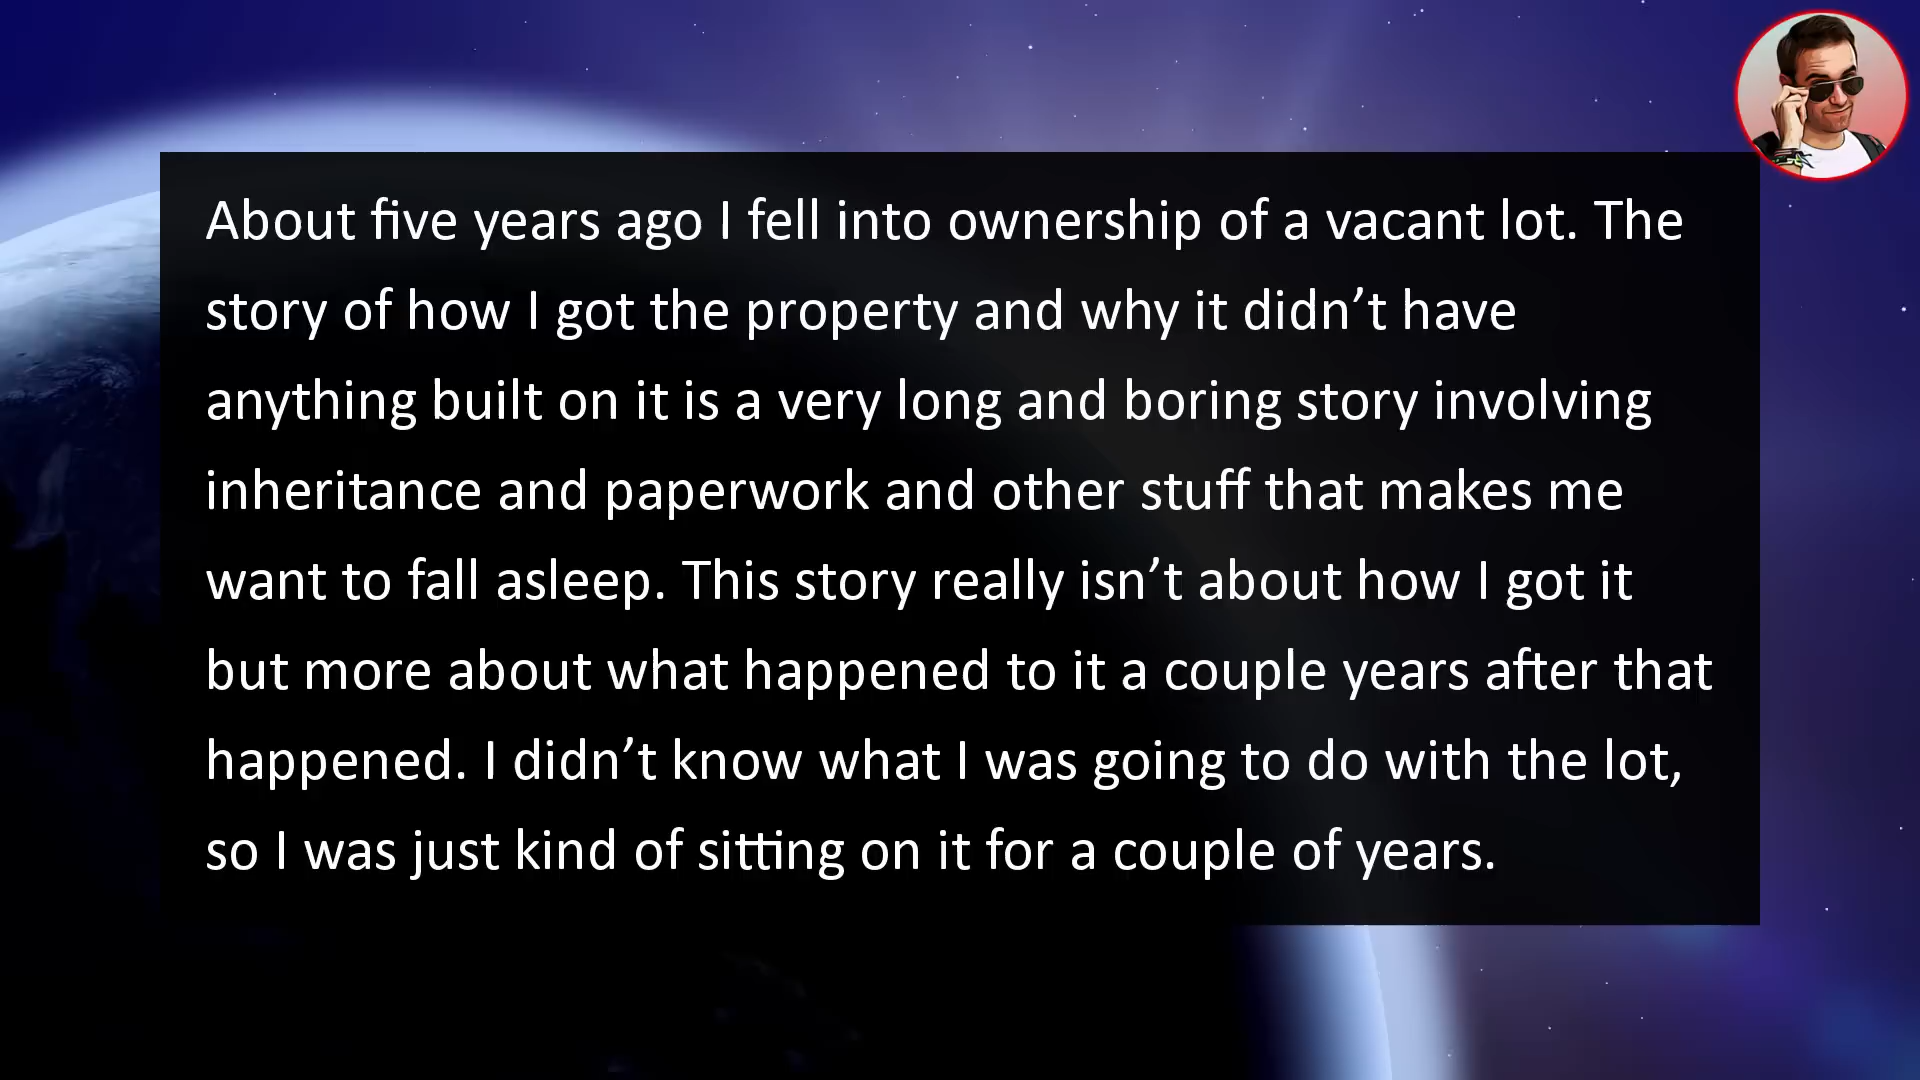 About five years ago I fell into ownership of a vacant lot. The
story of how I got the property and why it didn’t have
anything built on it is a very long and boring story involving
inheritance and paperwork and other stuff that makes me
want to fall asleep. This story really isn’t about how I got it
but more about what happened to it a couple years after that
happened. I didn’t know what I was going to do with the lot,
so I was just kind of sitting on it for a couple of years.